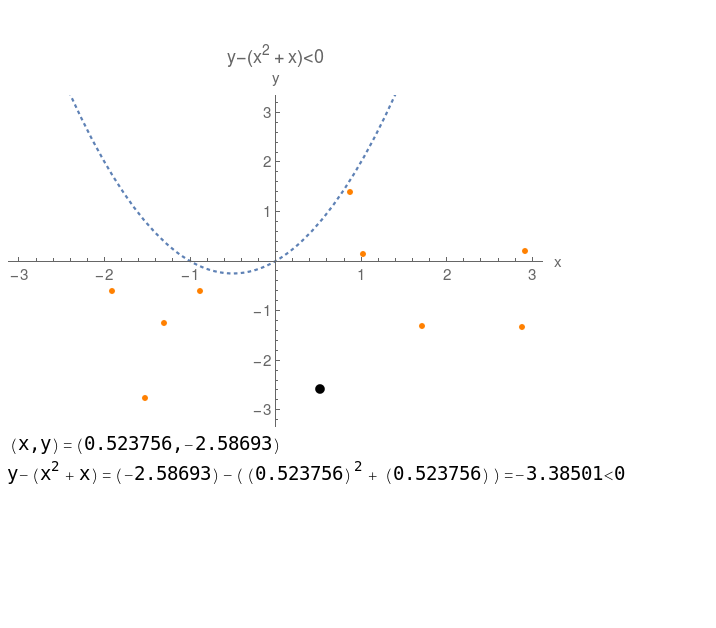 y−(x² + x)<0
y
3
2
1
−3 −2 −1 1 2 3 x
−1
−2
−3
(x,y)=(0.523756,−2.58693)
y−(x²+x)=(−2.58693)−((0.523756)²+(0.523756))=−3.38501<0